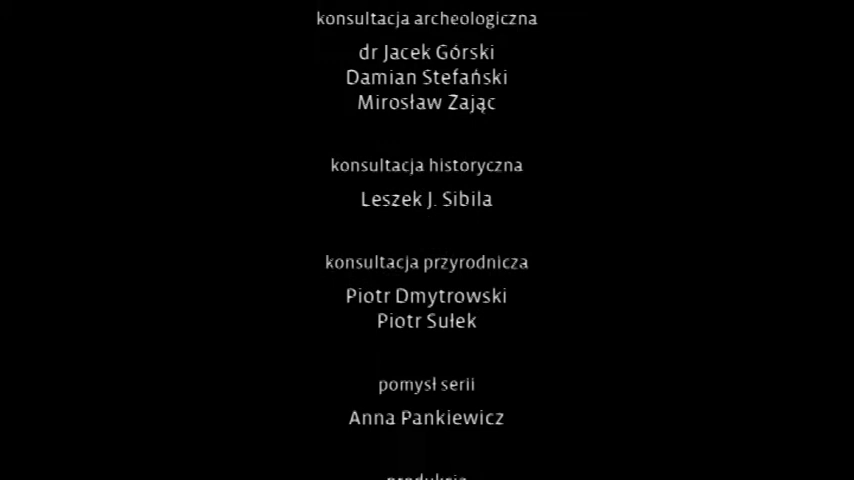 konsultacja archeologiczna
dr Jacek Górski
Damian Stefański
Mirosław Zając
konsultacja historyczna
Leszek J. Sibila
konsultacja przyrodnicza
Piotr Dmytrowski
Piotr Sułek
pomysł serii
Anna Pankiewicz
produkcja